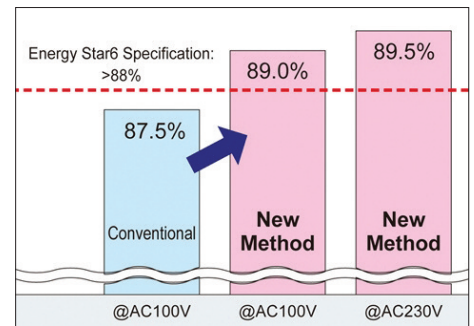 Energy Star6 Specification:
>88%
87.5%
89.0%
89.5%
Conventional
New
Method
New
Method
@AC100V
@AC100V
@AC230V